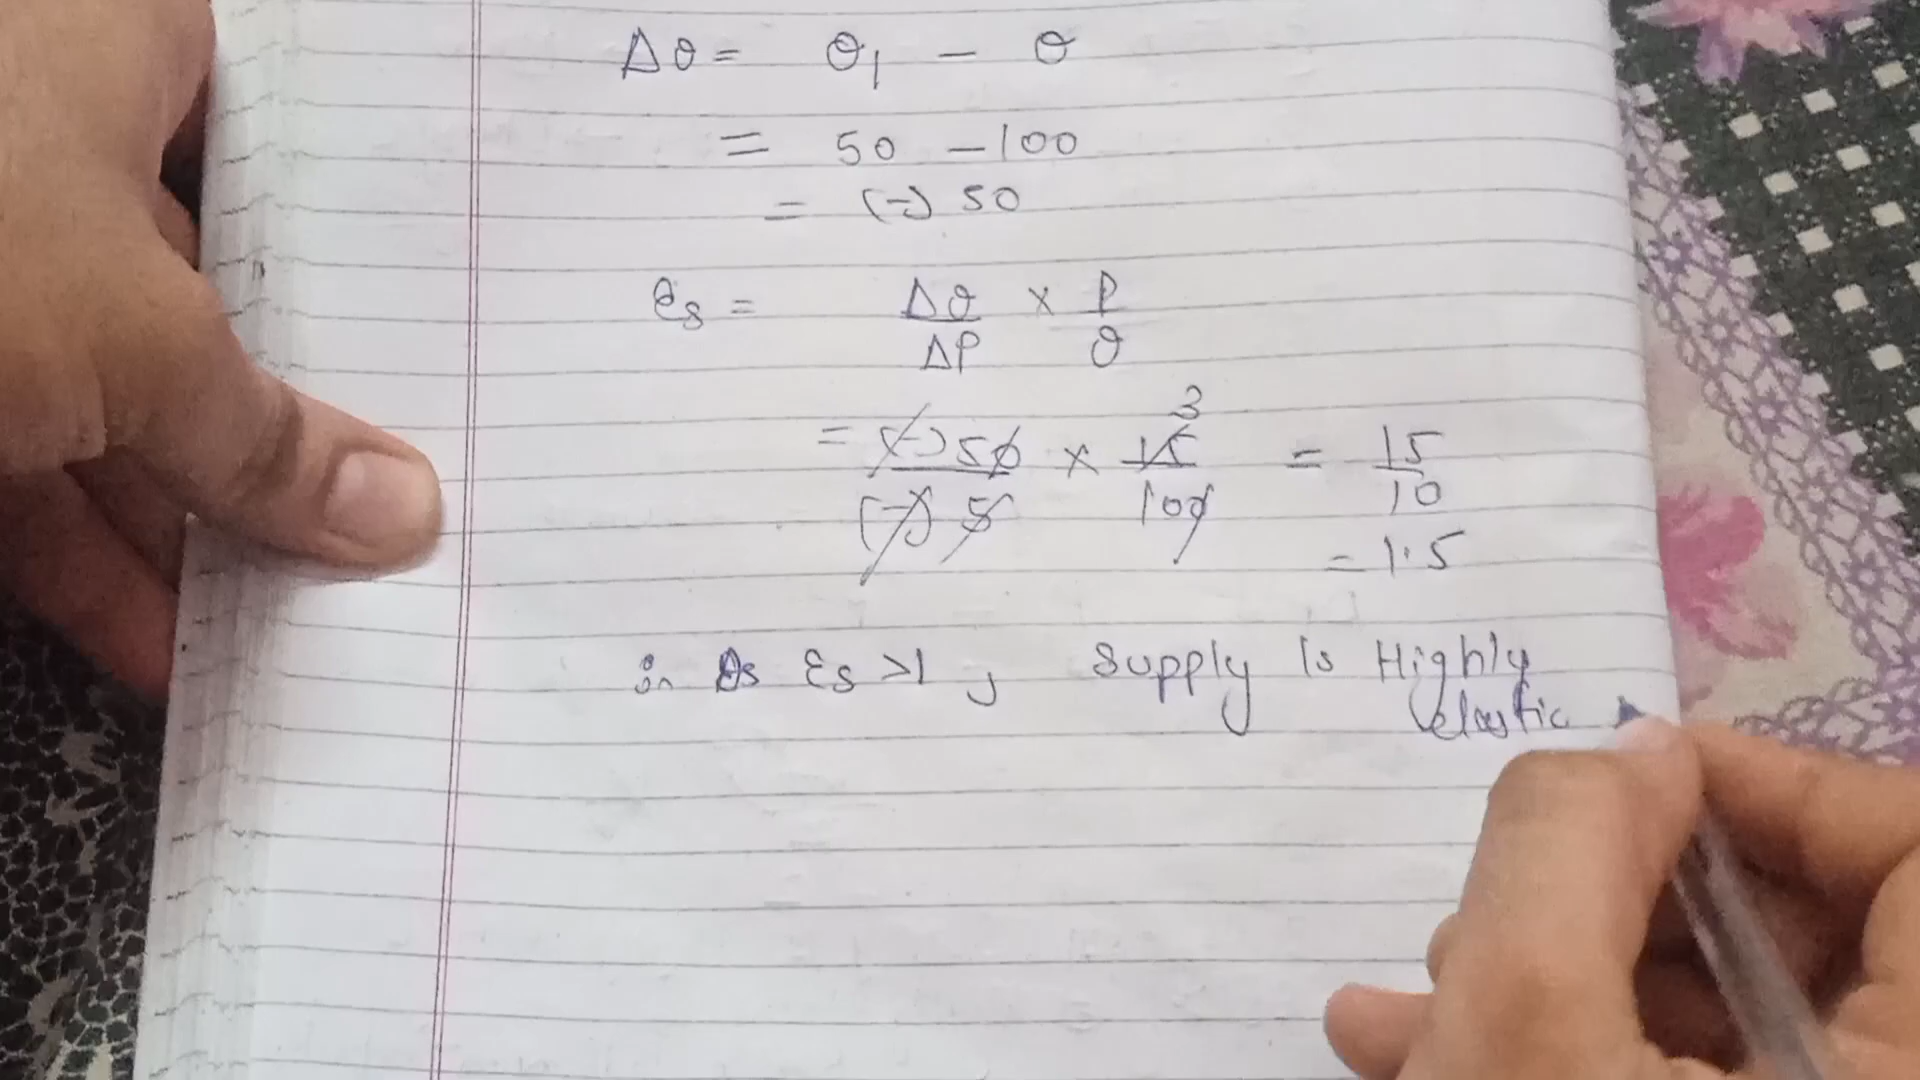 ΔQ = Q₁ − Q
= 50 − 100
= (−) 50
es = ΔQ/ΔP × P/Q
= (−) 50/(−) 5 × 15/100 3 = 15/10
= 1.5
∴ As Es >1, Supply is Highly
elastic